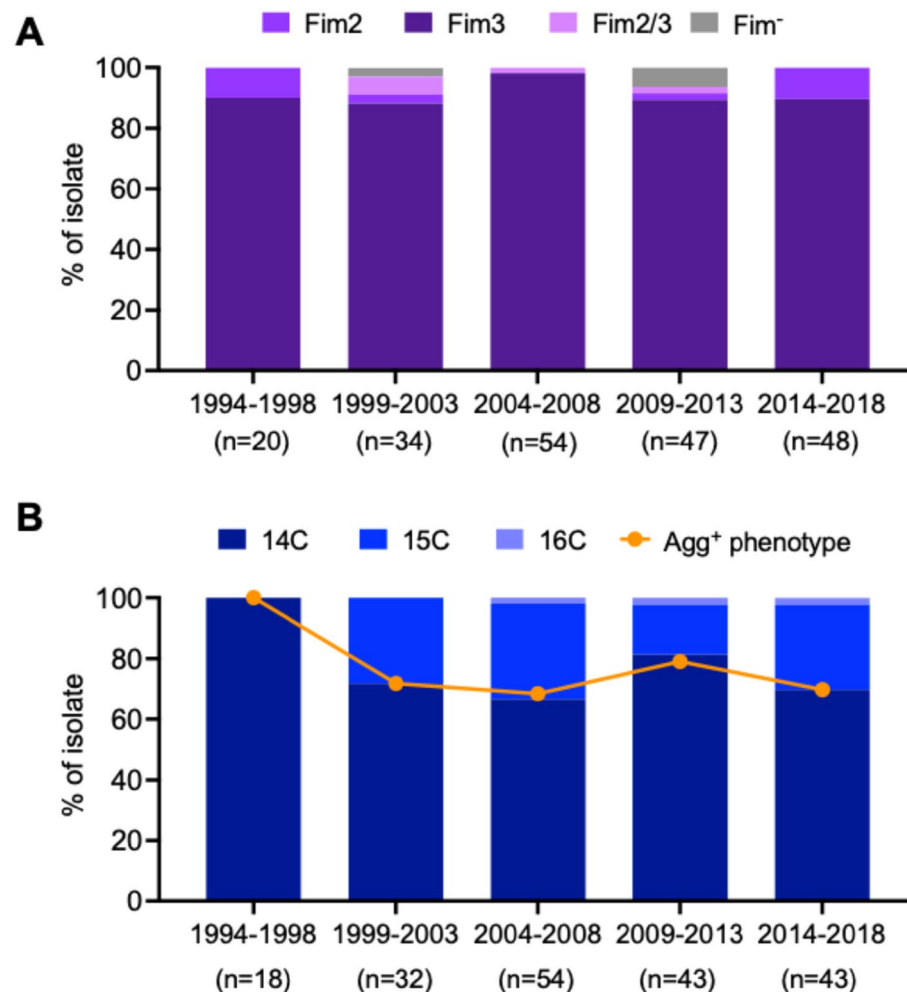 A
Fim2 Fim3 Fim2/3 Fim⁻
% of isolate
100
80
60
40
20
0
1994-1998 1999-2003 2004-2008 2009-2013 2014-2018
(n=20) (n=34) (n=54) (n=47) (n=48)
B
14C 15C 16C Agg⁺ phenotype
% of isolate
100
80
60
40
20
0
1994-1998 1999-2003 2004-2008 2009-2013 2014-2018
(n=18) (n=32) (n=54) (n=43) (n=43)